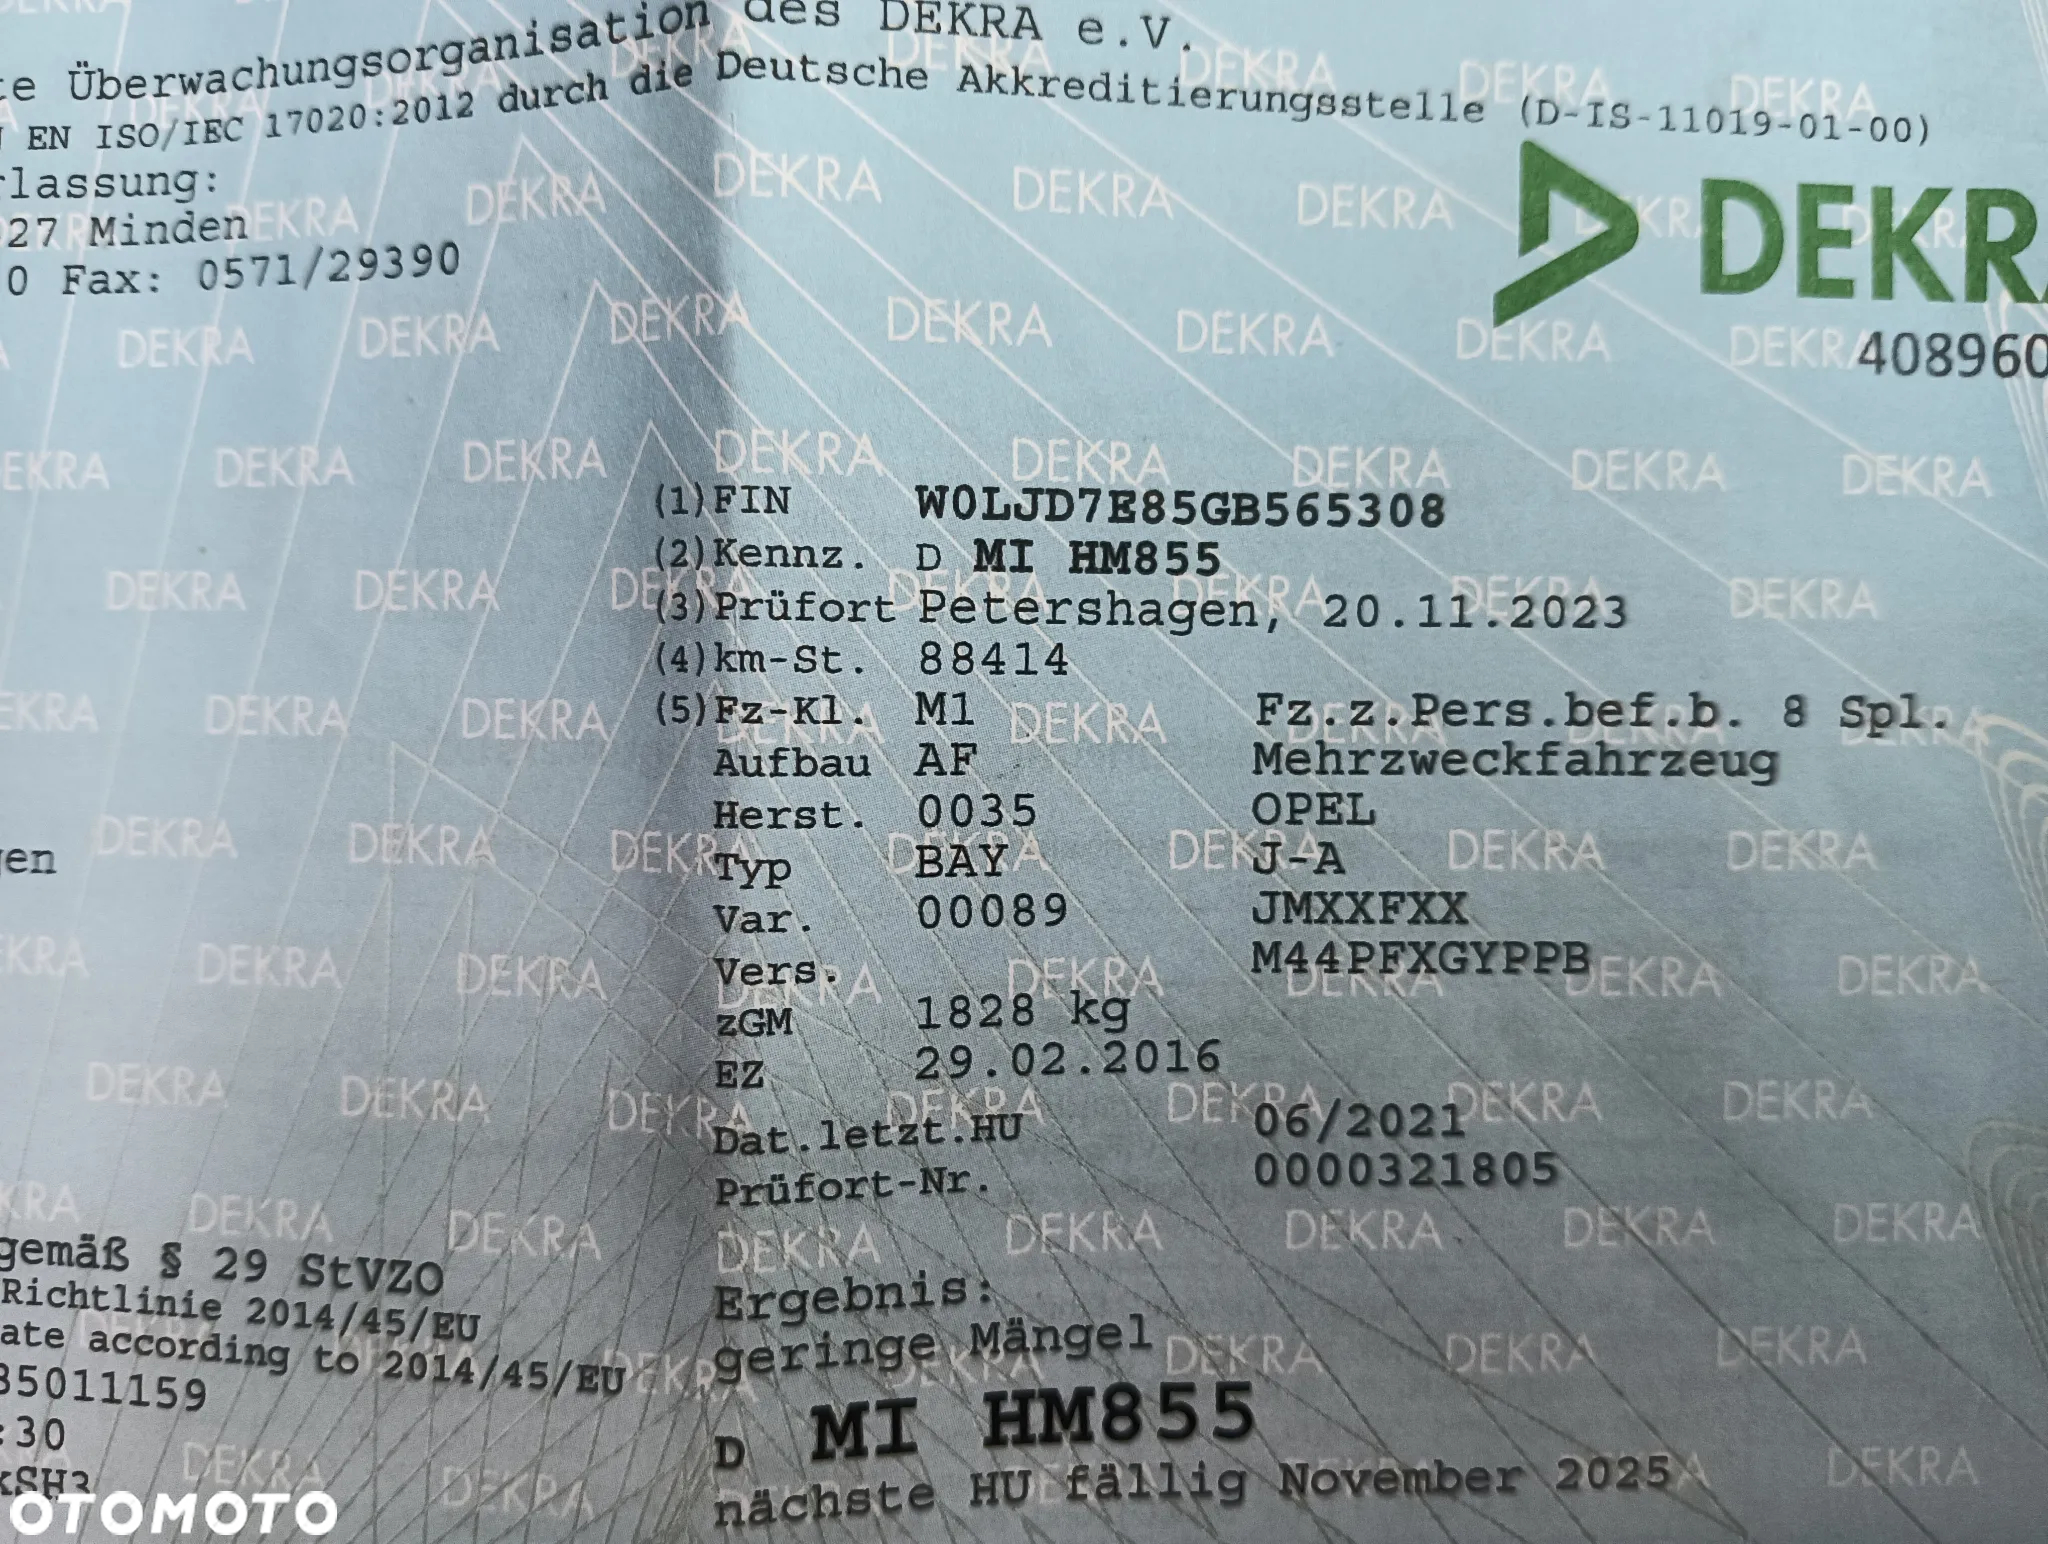 te Überwachungsorganisation des DEKRA e.V.
EN ISO/IEC 17020:2012 durch die Deutsche Akkreditierungsstelle (D-IS-11019-01-00)
rlassung:
27 Minden
0 Fax: 0571/29390
DEKRA
408960
(1) FIN W0LJD7E85GB565308
(2) Kennz. D MI HM855
(3) Prüfort Petershagen, 20.11.2023
(4) km-St. 88414
(5) Fz-Kl. M1 Fz.z.Pers.bef.b. 8 Spl.
Aufbau AF Mehrzweckfahrzeug
Herst. 0035 OPEL
Typ BAY J-A
Var. 00089 JMXXFXX
Vers. M44PFXGYPPB
zGM 1828 kg
EZ 29.02.2016
Dat.letzt.HU 06/2021
Prüfort-Nr. 0000321805
gen
gemäß § 29 StVZO
Richtlinie 2014/45/EU
ate according to 2014/45/EU
35011159
:30
kSH3
Ergebnis:
geringe Mängel
D MI HM855
nächste HU fällig November 2025
OTOMOTO